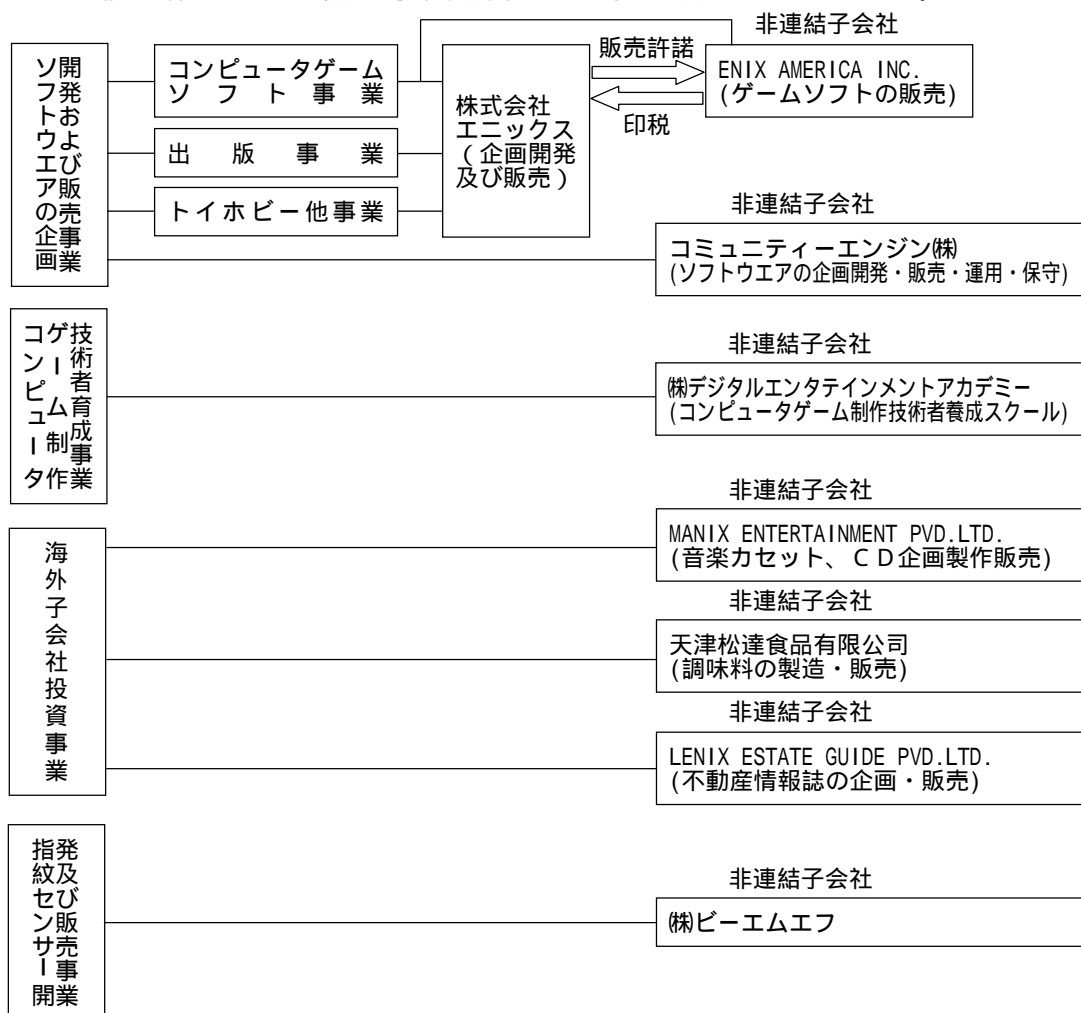 非連結子会社
ソフトウエアの企画
開発および販売事業
コンピュータゲーム
ソフト事業
出版事業
トイホビー他事業
株式会社
エニックス
(企画開発
及び販売)
販売許諾
印税
ENIX AMERICA INC.
(ゲームソフトの販売)
非連結子会社
コミュニティーエンジン㈱
(ソフトウエアの企画開発・販売・運用・保守)
コンピュータ
ゲーム制作
技術者育成事業
非連結子会社
㈱デジタルエンタテインメントアカデミー
(コンピュータゲーム制作技術者養成スクール)
海外子会社投資事業
非連結子会社
MANIX ENTERTAINMENT PVD.LTD.
(音楽カセット、ＣＤ企画製作販売)
非連結子会社
天津松達食品有限公司
(調味料の製造・販売)
非連結子会社
LENIX ESTATE GUIDE PVD.LTD.
(不動産情報誌の企画・販売)
指紋センサー開
発及び販売事業
非連結子会社
㈱ビーエムエフ